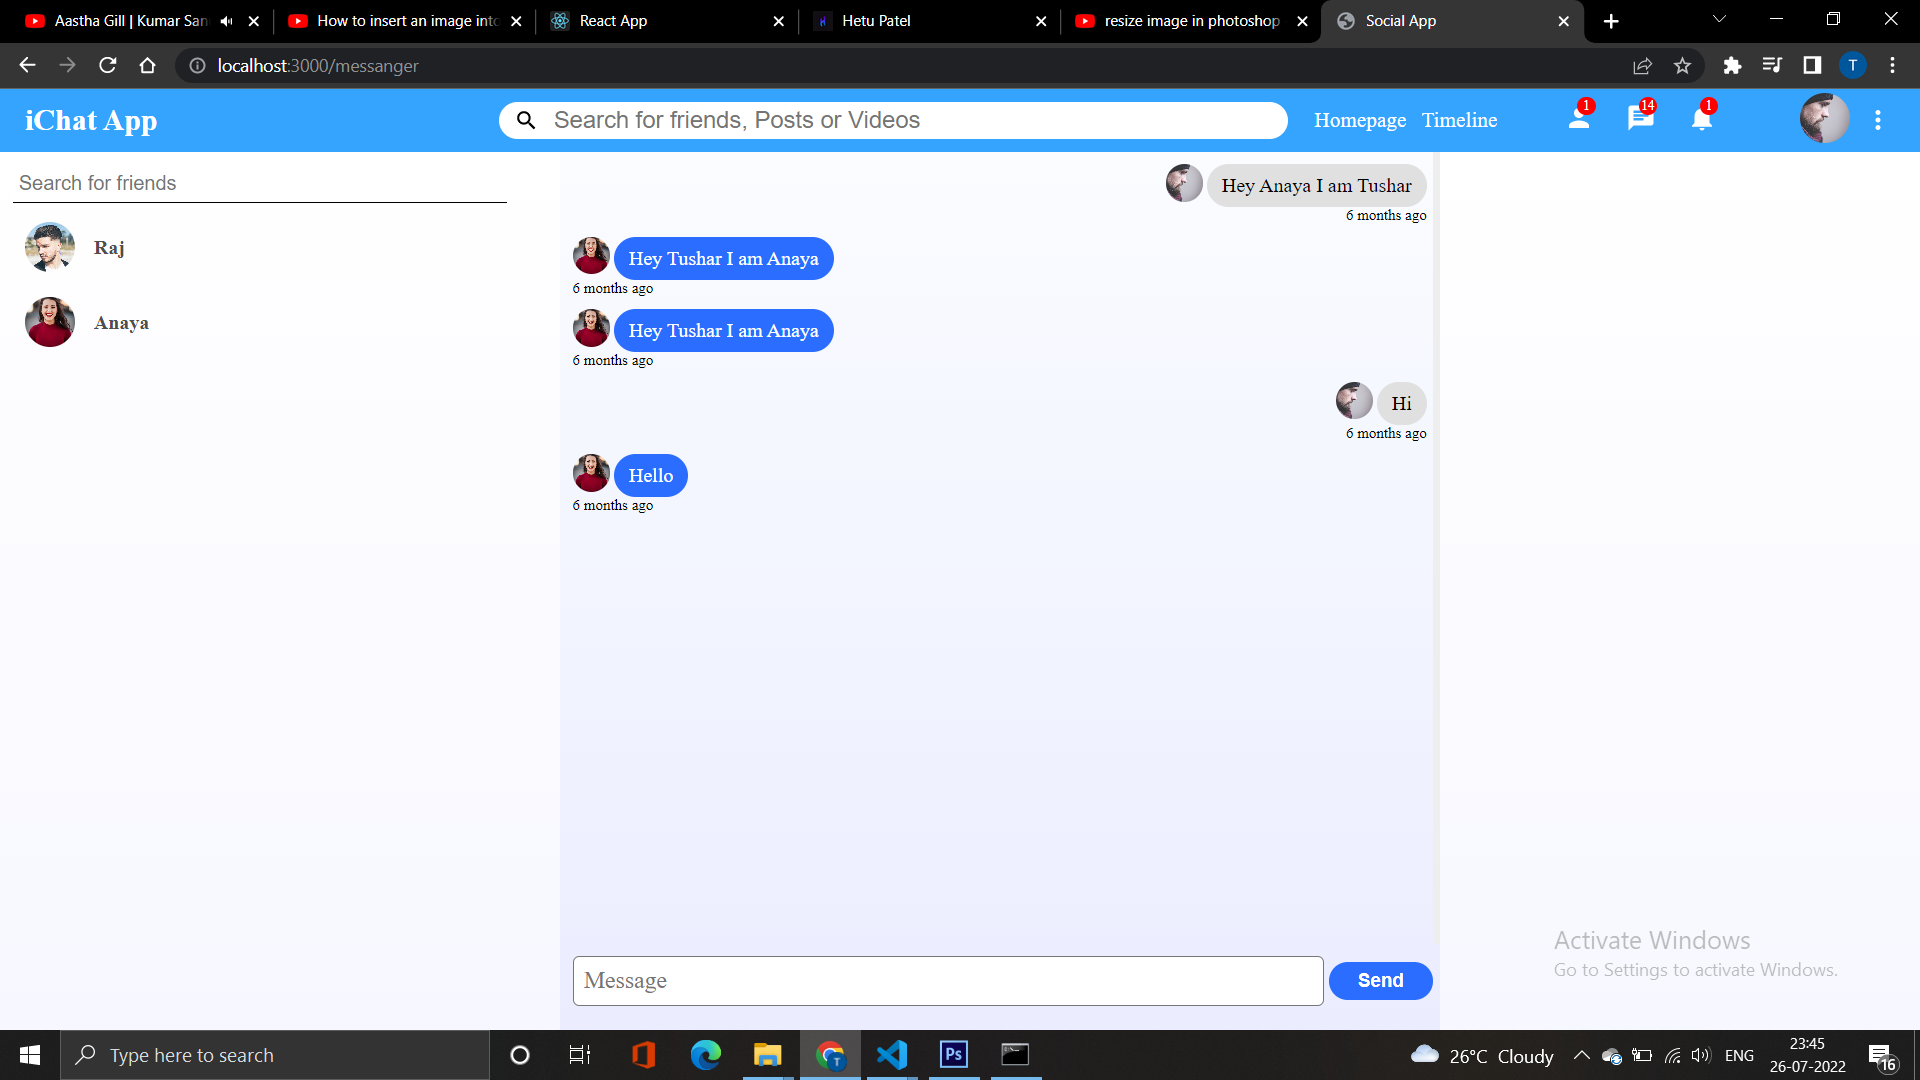 Aastha Gill | Kumar San
How to insert an image into
React App
Hetu Patel
resize image in photoshop
Social App
localhost:3000/messanger
T
iChat App
Search for friends, Posts or Videos
Homepage
Timeline
1
14
1
Search for friends
Raj
Anaya
Hey Anaya I am Tushar
6 months ago
Hey Tushar I am Anaya
6 months ago
Hey Tushar I am Anaya
6 months ago
Hi
6 months ago
Hello
6 months ago
Message
Send
Activate Windows
Go to Settings to activate Windows.
Type here to search
T
Ps
26°C Cloudy
ENG
23:45
26-07-2022
16